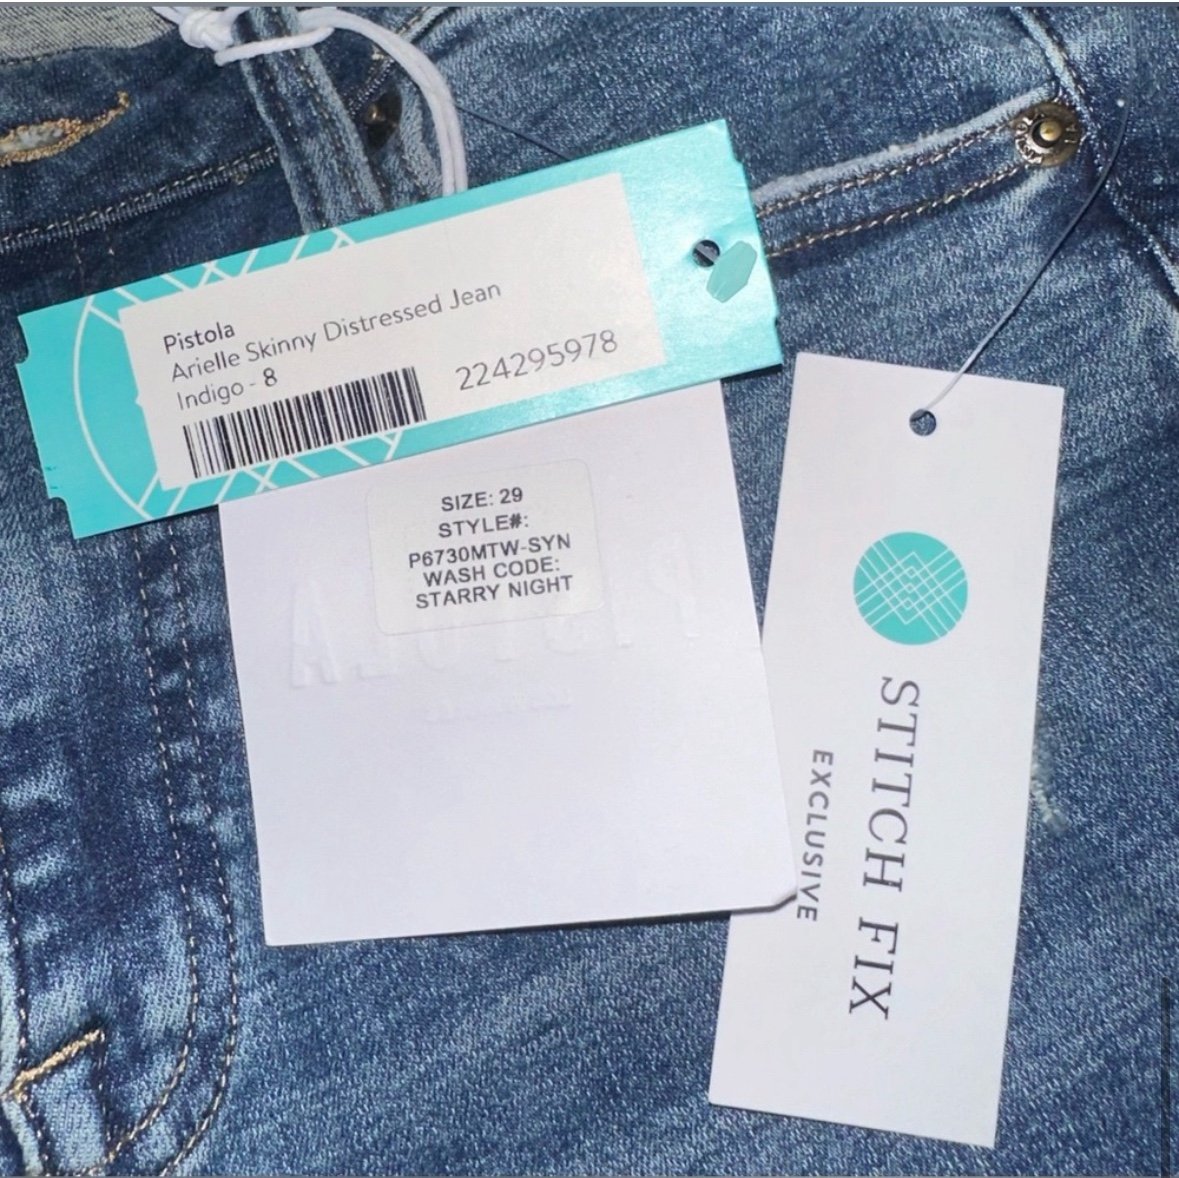 Pistola
Arielle Skinny Distressed Jean
Indigo - 8
224295978
SIZE: 29
STYLE#:
P6730MTW-SYN
WASH CODE:
STARRY NIGHT
PISTOLA
STITCH FIX
EXCLUSIVE